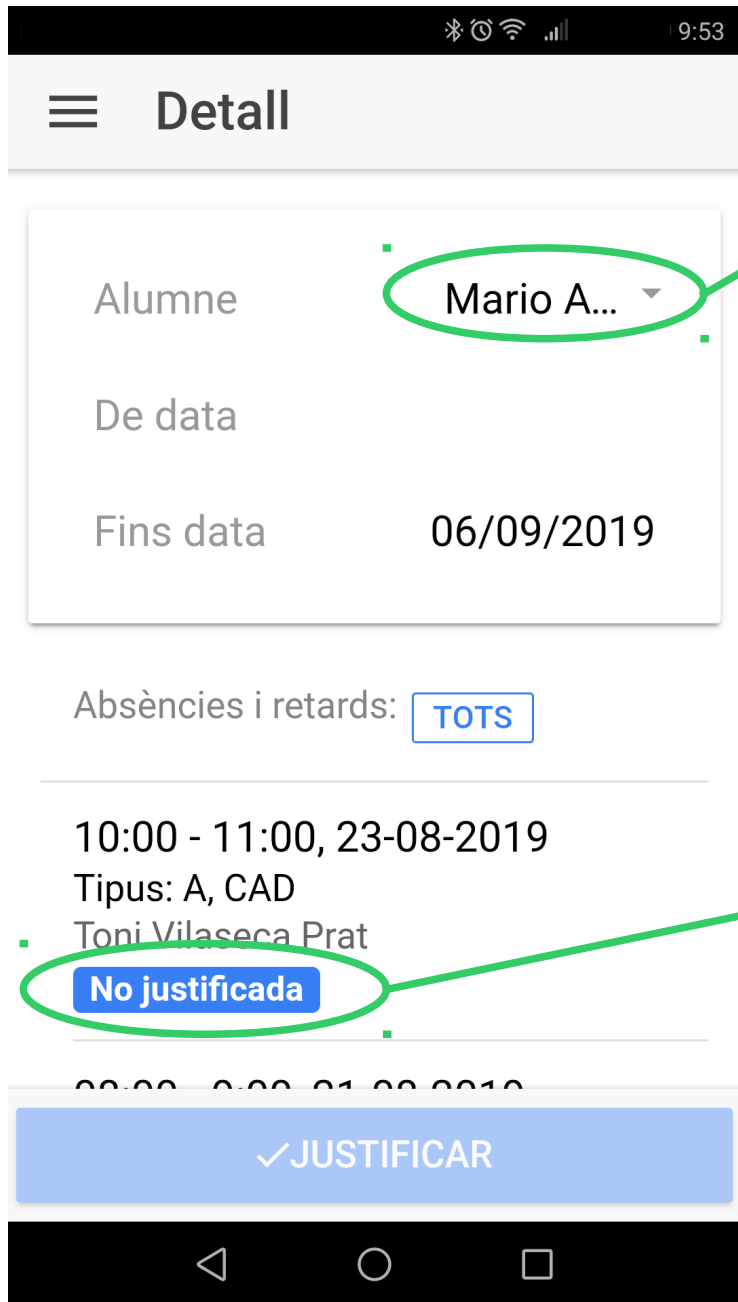 9:53
Detall
Alumne Mario A...
De data
Fins data 06/09/2019
Absències i retards: TOTS
10:00 - 11:00, 23-08-2019
Tipus: A, CAD
Toni Vilaseca Prat
No justificada
JUSTIFICAR